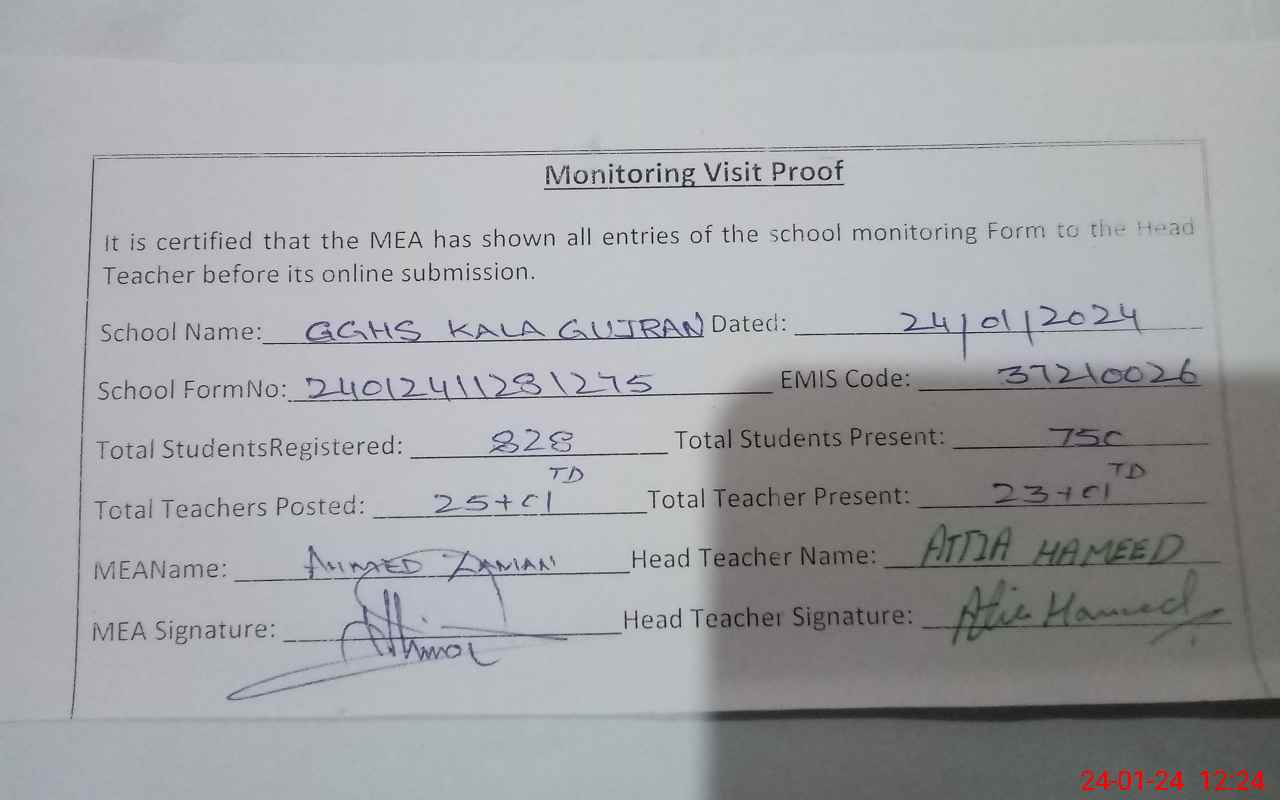 Monitoring Visit Proof
It is certified that the MEA has shown all entries of the school monitoring Form to the Head
Teacher before its online submission.
School Name: GGHS KALA GUJRAN Dated: 24/01/2024
School FormNo: 24012411281275 EMIS Code: 37210026
Total StudentsRegistered: 828 Total Students Present: 750
Total Teachers Posted: 25+01 TD Total Teacher Present: 23+01 TD
MEAName: AHMED ZAMAN Head Teacher Name: ATTIA HAMEED
MEA Signature: Head Teacher Signature: Atia Hameed
24-01-24 12:24